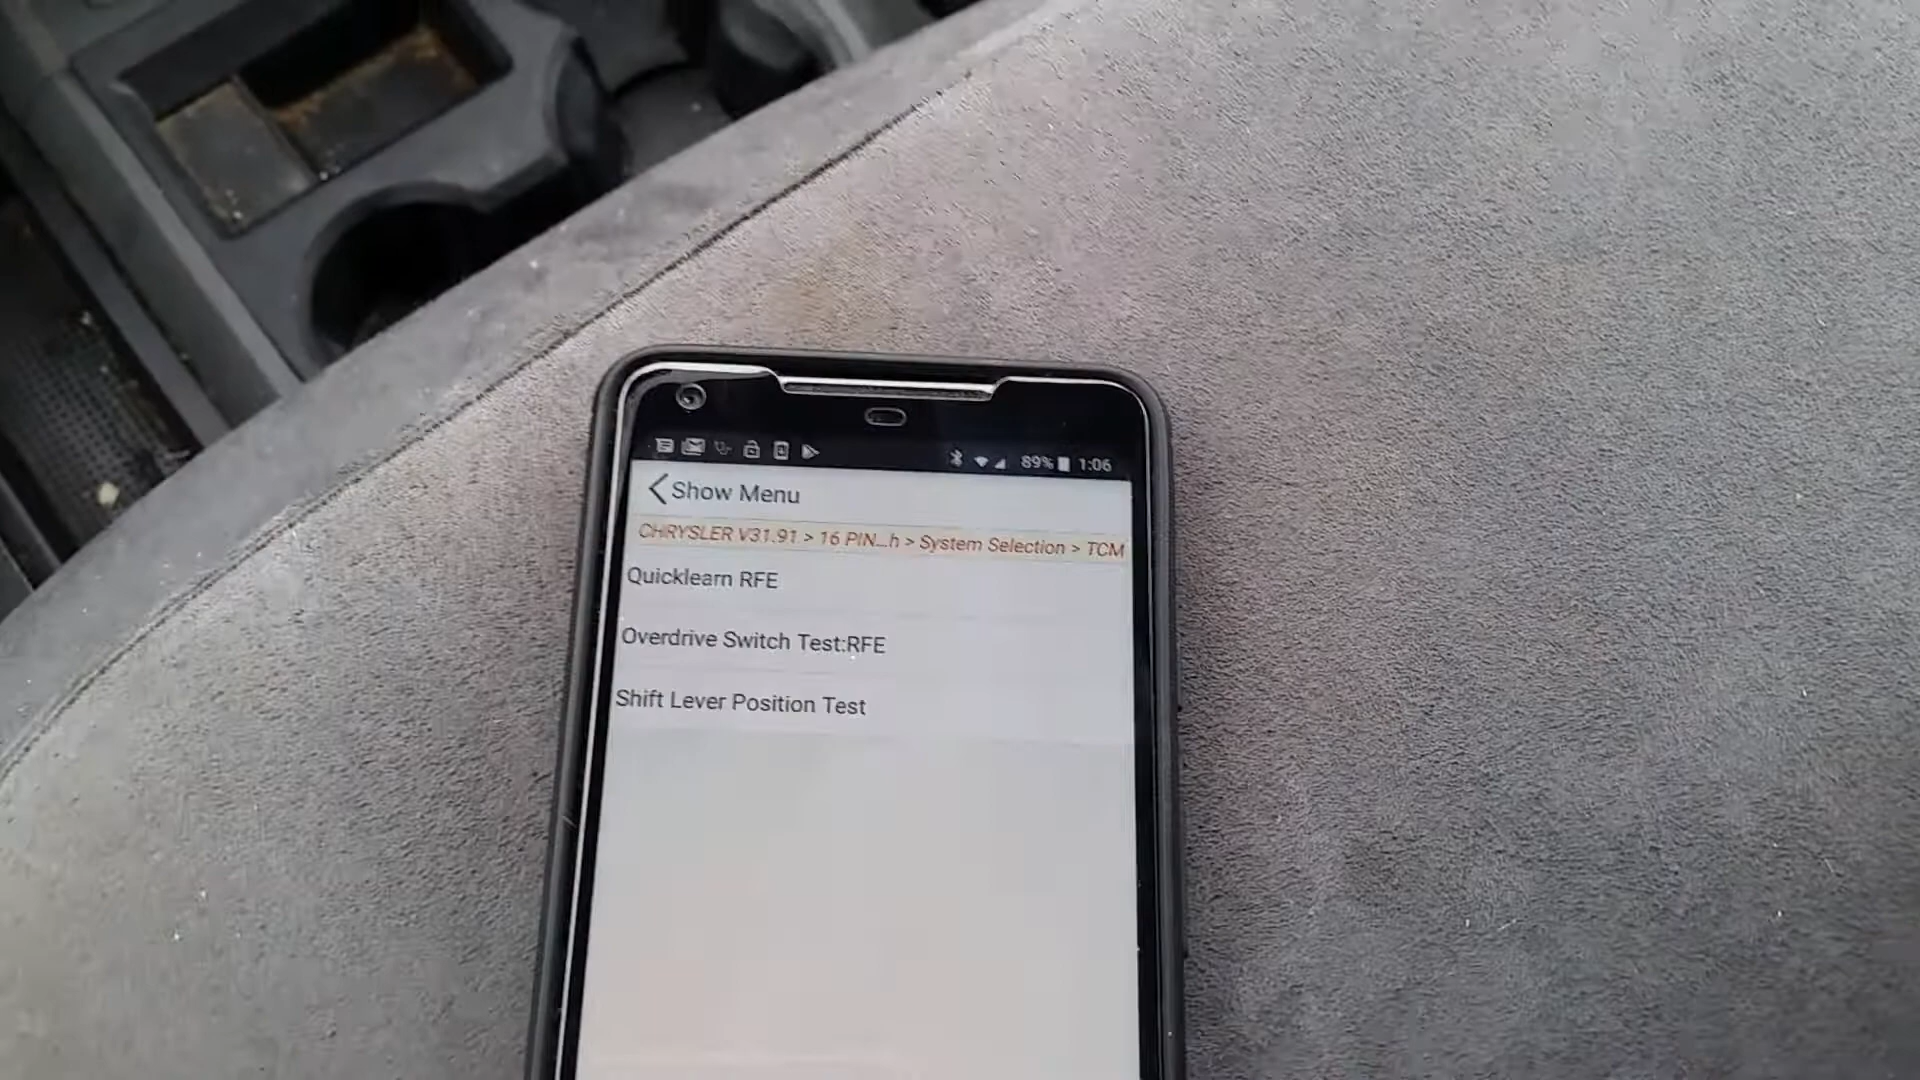 89% 1:06
Show Menu
CHRYSLER V31.91 > 16 PIN...h > System Selection > TCM
Quicklearn RFE
Overdrive Switch Test:RFE
Shift Lever Position Test